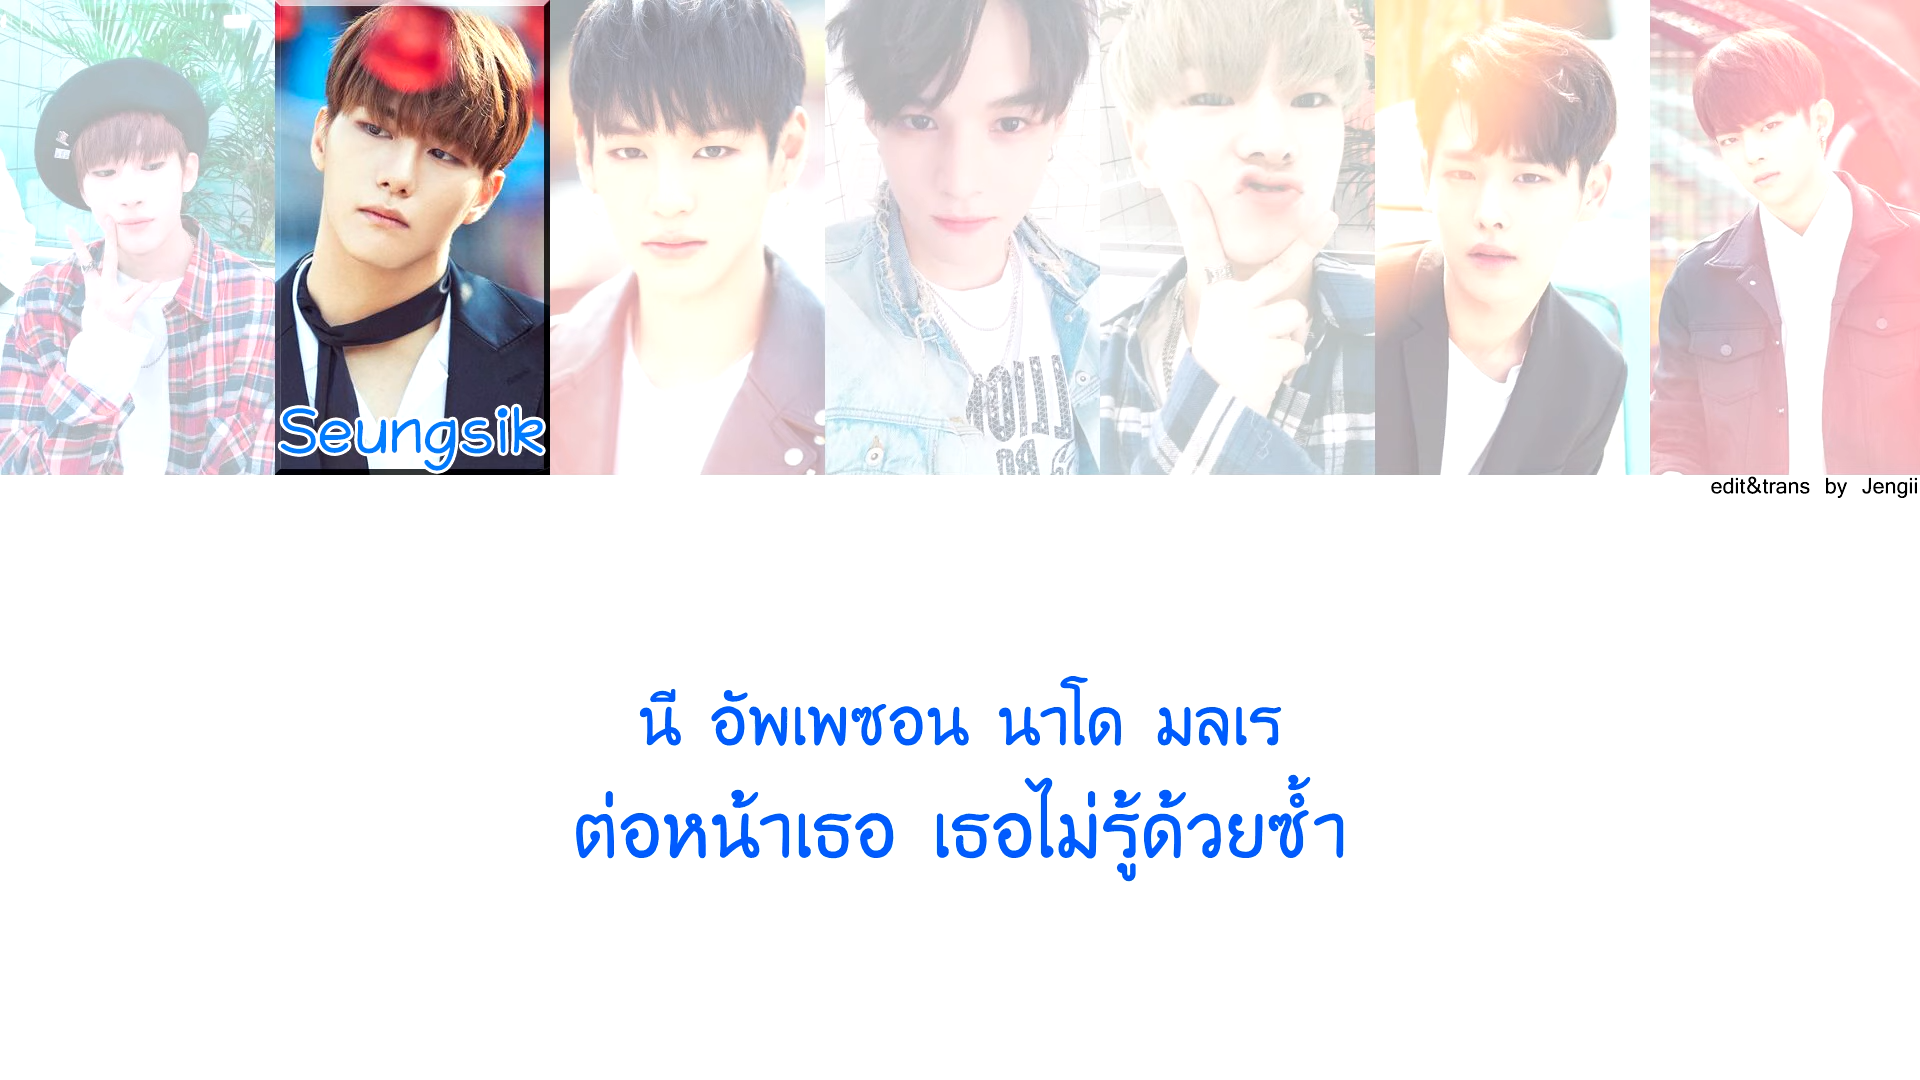 Seungsik
edit&trans by Jengii
นี อัพเพซอน นาโด มลเร
ต่อหน้าเธอ เธอไม่รู้ด้วยซ้ำ